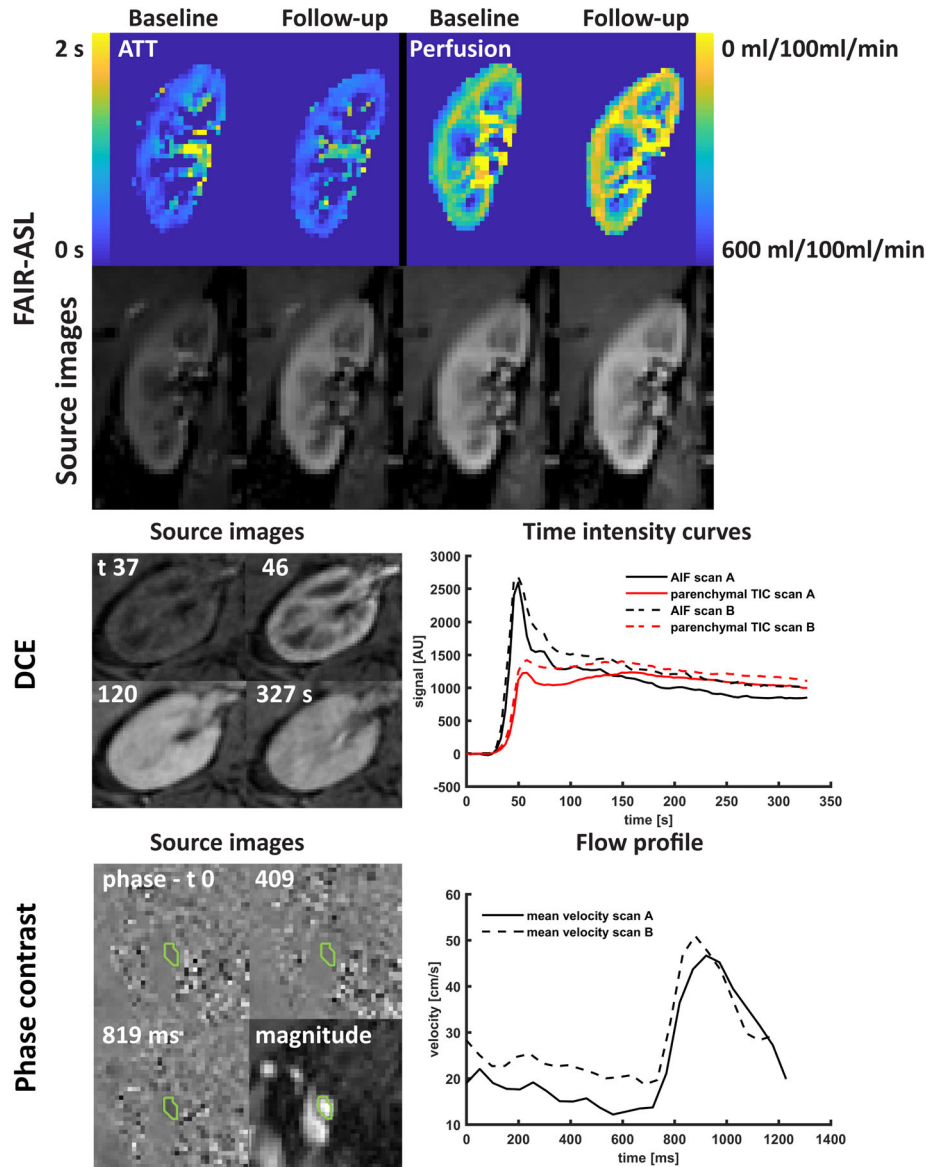 Baseline Follow-up Baseline Follow-up
2 s ATT Perfusion 0 ml/100ml/min
0 s 600 ml/100ml/min
FAIR-ASL
Source images
Source images Time intensity curves
DCE
t 37 46
120 327 s
3000
2500
2000
1500
1000
500
0
-500
signal [AU]
AIF scan A
parenchymal TIC scan A
AIF scan B
parenchymal TIC scan B
0 50 100 150 200 250 300 350
time [s]
Source images Flow profile
Phase contrast
phase - t 0 409
819 ms magnitude
60
50
40
30
20
10
velocity [cm/s]
mean velocity scan A
mean velocity scan B
0 200 400 600 800 1000 1200 1400
time [ms]